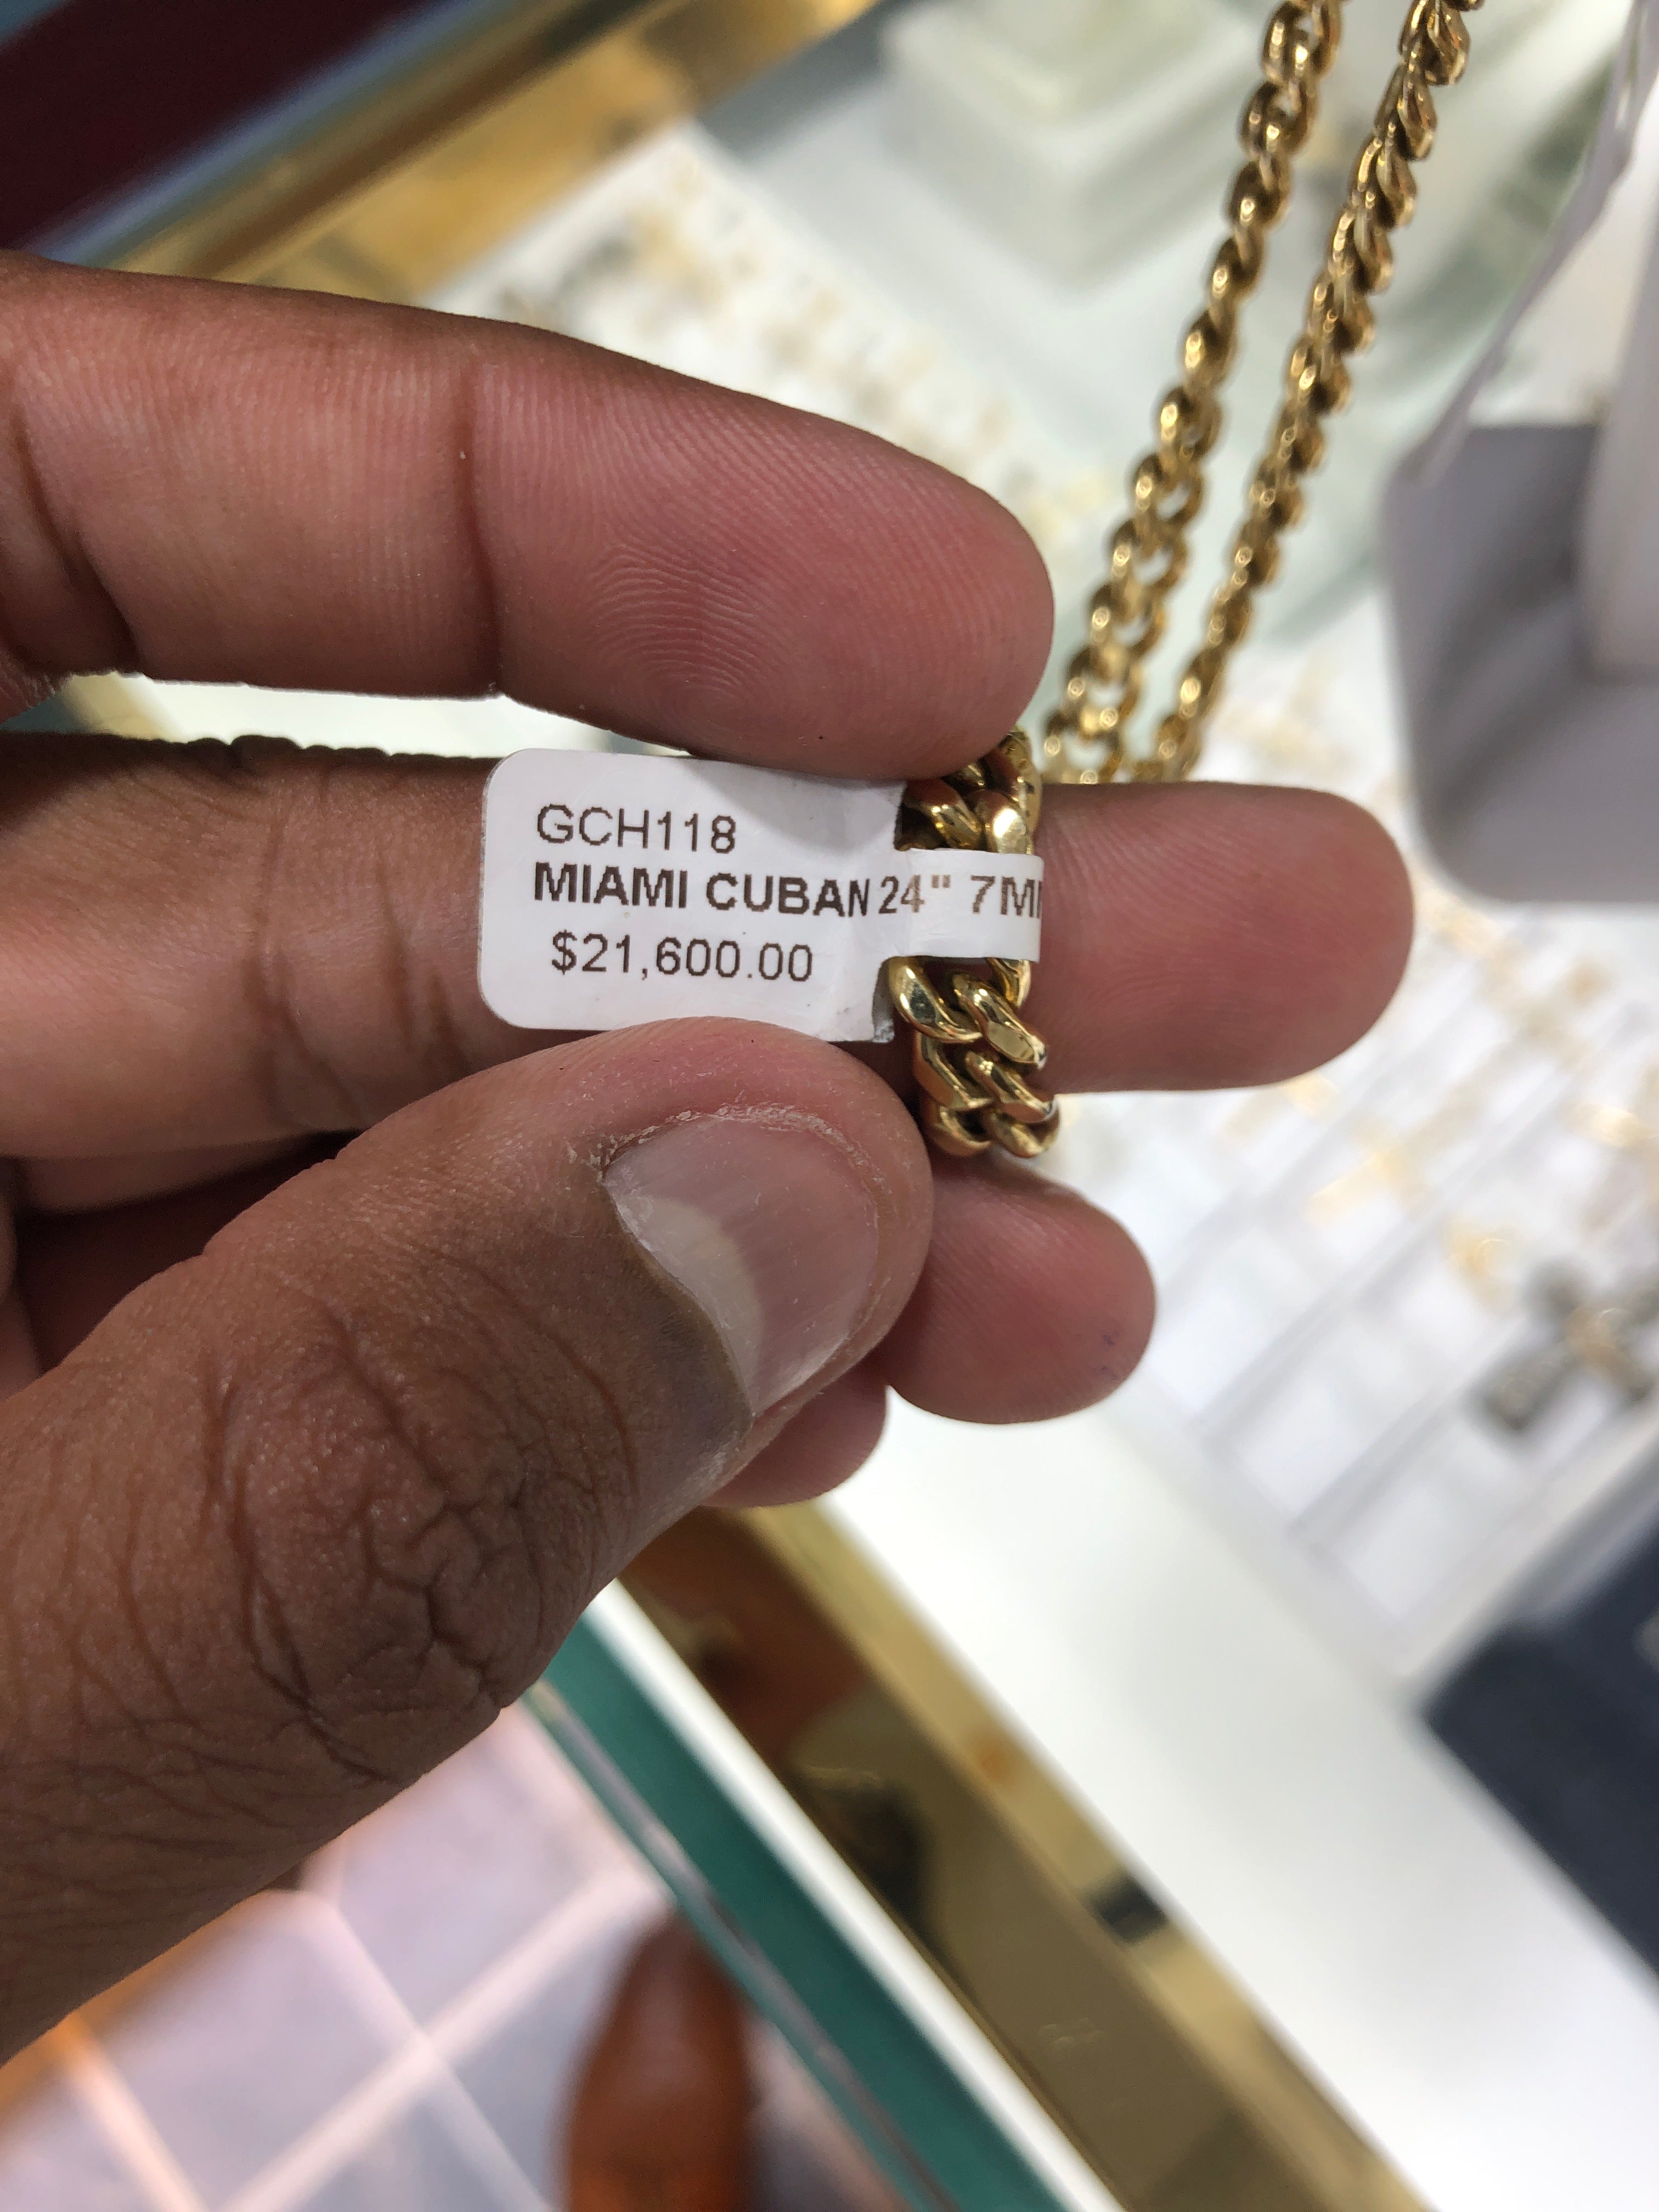 GCH118
MIAMI CUBAN 24" 7M
$21,600.00